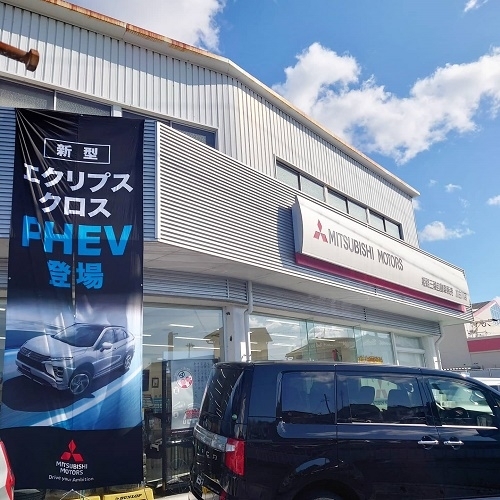 新型
エクリプス
クロス
PHEV
登場
MITSUBISHI
MOTORS
Drive your Ambition
MITSUBISHI MOTORS
DUNLOP